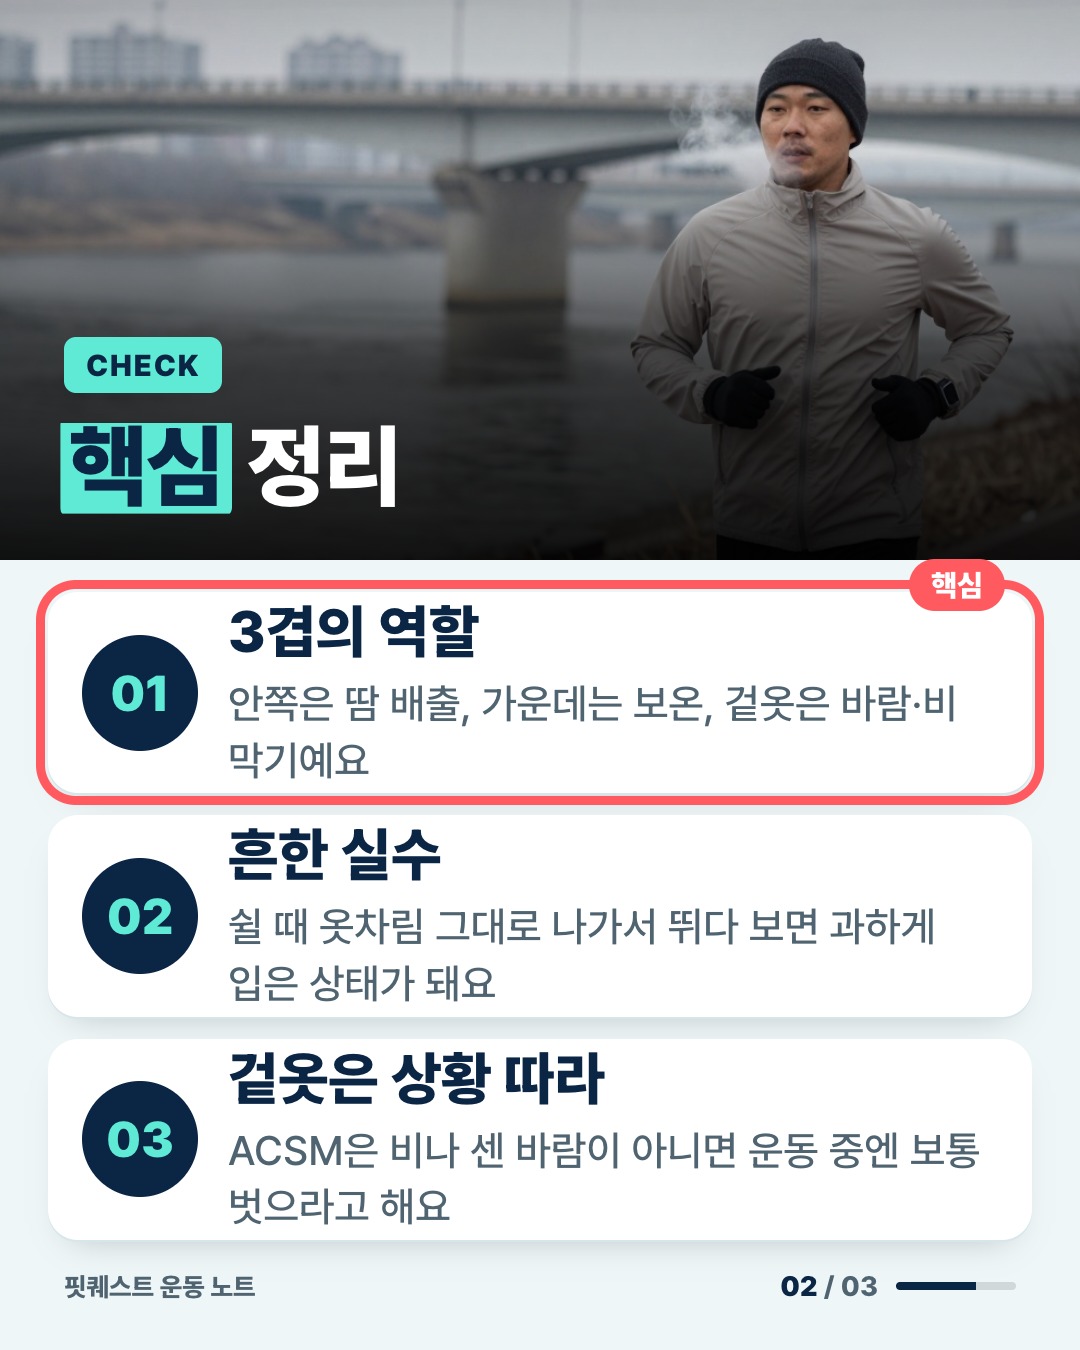 CHECK
핵심 정리
핵심
01
3겹의 역할
안쪽은 땀 배출, 가운데는 보온, 겉옷은 바람·비
막기예요
02
흔한 실수
쉴 때 옷차림 그대로 나가서 뛰다 보면 과하게
입은 상태가 돼요
03
겉옷은 상황 따라
ACSM은 비나 센 바람이 아니면 운동 중엔 보통
벗으라고 해요
핏퀘스트 운동 노트
02 / 03